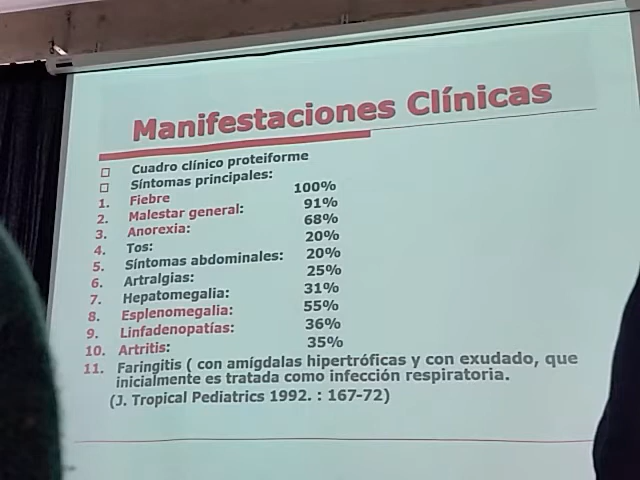 Manifestaciones Clínicas
□ Cuadro clínico proteiforme
□ Síntomas principales:
1. Fiebre 100%
2. Malestar general: 91%
3. Anorexia: 68%
4. Tos: 20%
5. Síntomas abdominales: 20%
6. Artralgias: 25%
7. Hepatomegalia: 31%
8. Esplenomegalia: 55%
9. Linfadenopatías: 36%
10. Artritis: 35%
11. Faringitis ( con amígdalas hipertróficas y con exudado, que
inicialmente es tratada como infección respiratoria.
(J. Tropical Pediatrics 1992. : 167-72)